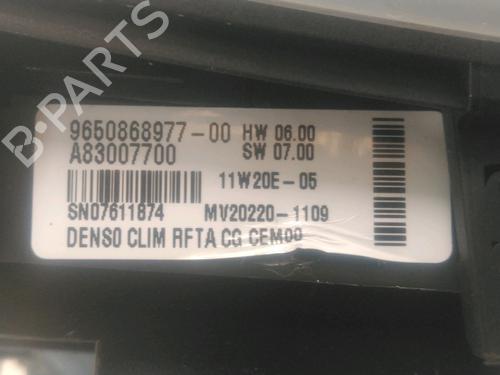 B-PARTS
9650868977-00 HW 06.00
A83007700 SW 07.00
11W20E-05
SN07611874 MV20220-1109
DENSO CLIM RFTA CG CEM00